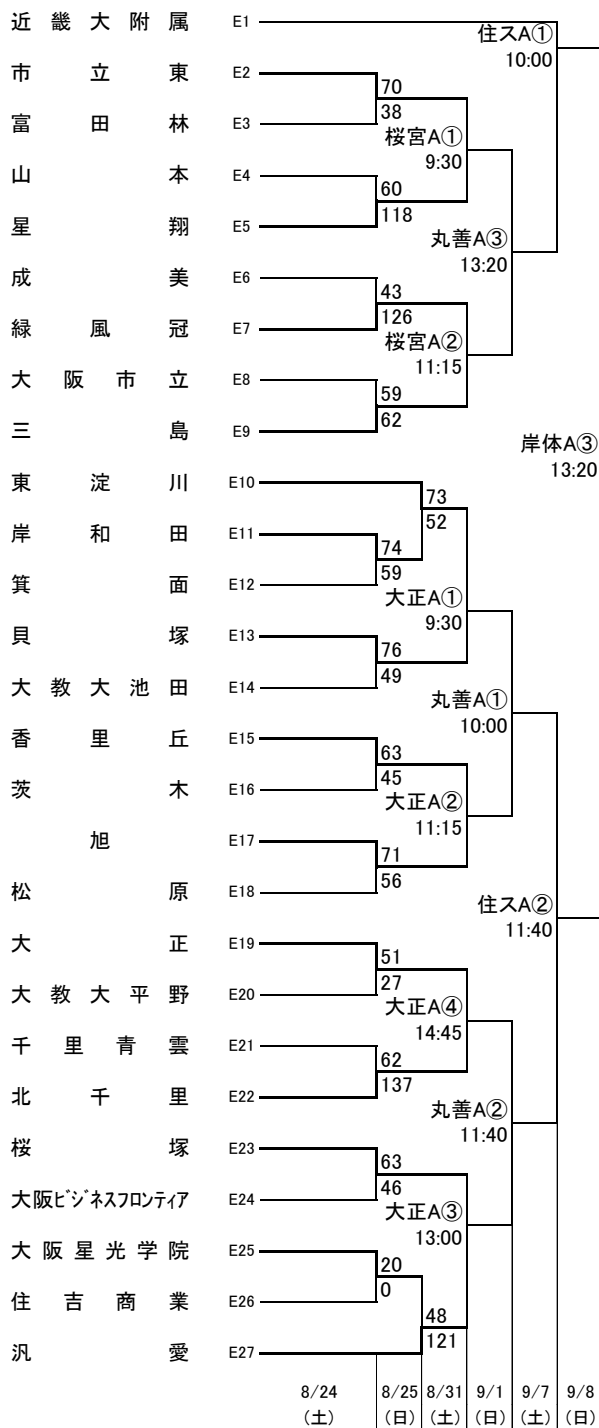 近畿大附属 E1
住スA①
10:00
市立東 E2
70
38
富田林 E3
桜宮A①
9:30
山本 E4
60
118
星翔 E5
丸善A③
13:20
成美 E6
43
126
緑風冠 E7
桜宮A②
11:15
大阪市立 E8
59
62
三島 E9
岸体A③
13:20
東淀川 E10
73
52
岸和田 E11
74
59
箕面 E12
大正A①
9:30
貝塚 E13
76
49
大教大池田 E14
丸善A①
10:00
香里丘 E15
63
45
茨木 E16
大正A②
11:15
旭 E17
71
56
松原 E18
住スA②
11:40
大正 E19
51
27
大教大平野 E20
大正A④
14:45
千里青雲 E21
62
137
北千里 E22
丸善A②
11:40
桜塚 E23
63
46
大阪ビジネスフロンティア E24
大正A③
13:00
大阪星光学院 E25
20
0
住吉商業 E26
48
121
汎愛 E27
8/24 8/25 8/31 9/1 9/7 9/8
(土) (日) (土) (日) (土) (日)